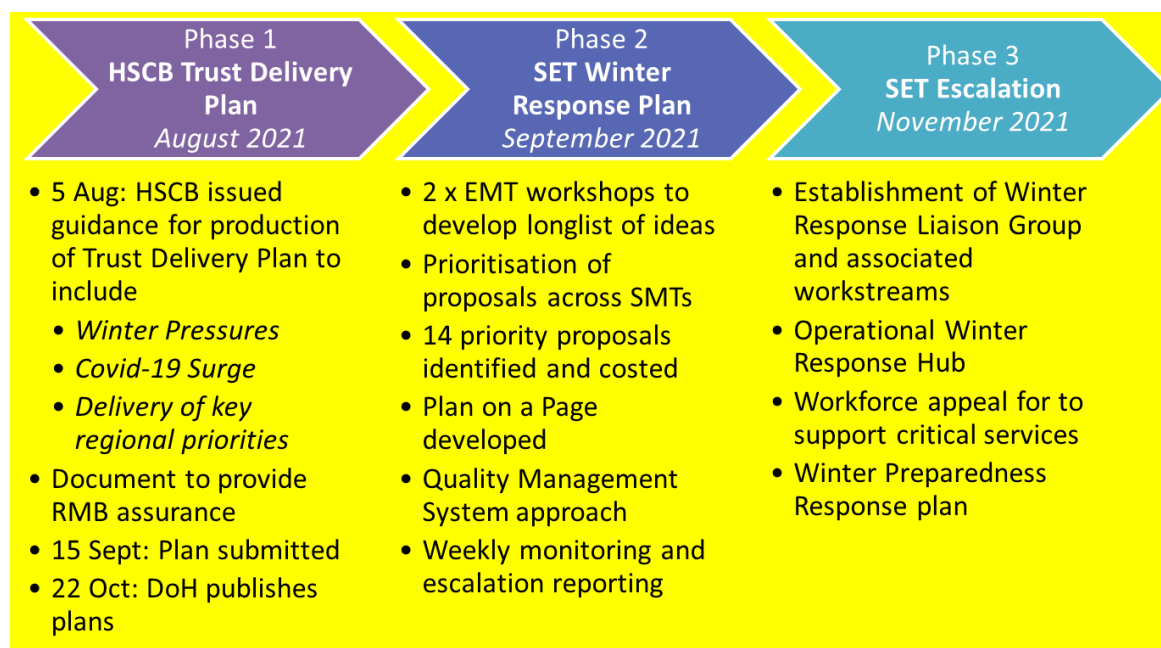 Phase 1
HSCB Trust Delivery
Plan
August 2021
• 5 Aug: HSCB issued
guidance for production
of Trust Delivery Plan to
include
• Winter Pressures
• Covid-19 Surge
• Delivery of key
regional priorities
• Document to provide
RMB assurance
• 15 Sept: Plan submitted
• 22 Oct: DoH publishes
plans
Phase 2
SET Winter
Response Plan
September 2021
• 2 x EMT workshops to
develop longlist of ideas
• Prioritisation of
proposals across SMTs
• 14 priority proposals
identified and costed
• Plan on a Page
developed
• Quality Management
System approach
• Weekly monitoring and
escalation reporting
Phase 3
SET Escalation
November 2021
• Establishment of Winter
Response Liaison Group
and associated
workstreams
• Operational Winter
Response Hub
• Workforce appeal for to
support critical services
• Winter Preparedness
Response plan